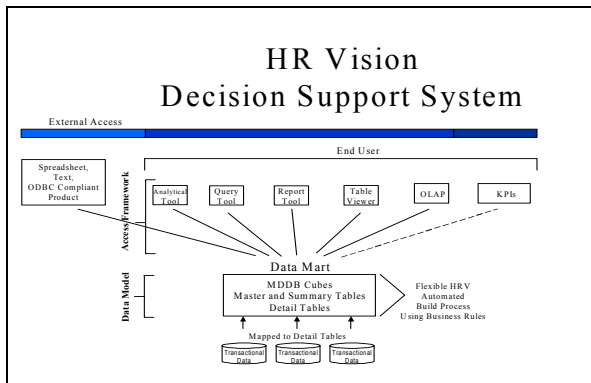 HR Vision
Decision Support System
External Access
End User
Spreadsheet,
Text,
ODBC Compliant
Product
Analytical
Tool
Query
Tool
Report
Tool
Table
Viewer
OLAP
KPIs
Access/Framework
Data Mart
MDDB Cubes
Master and Summary Tables
Detail Tables
Data Model
Flexible HRV
Automated
Build Process
Using Business Rules
Mapped to Detail Tables
Transactional
Data
Transactional
Data
Transactional
Data